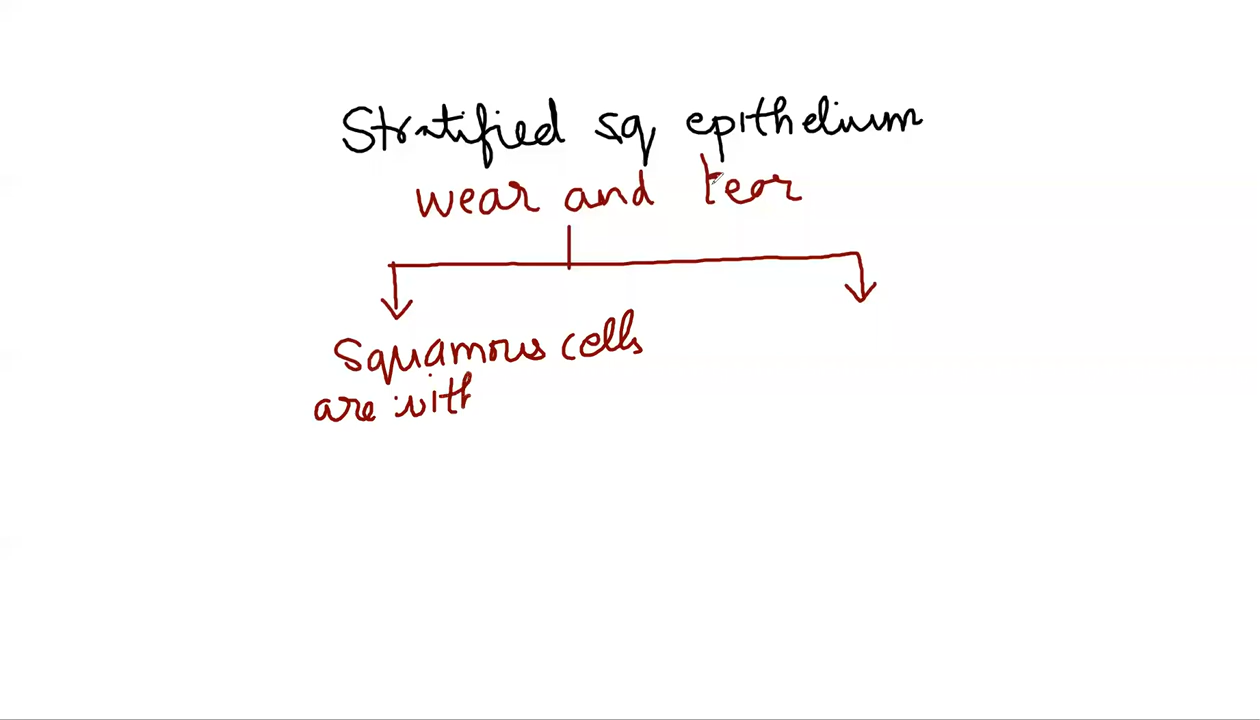 Stratified sq epithelium
wear and tear
Squamous cells
are with